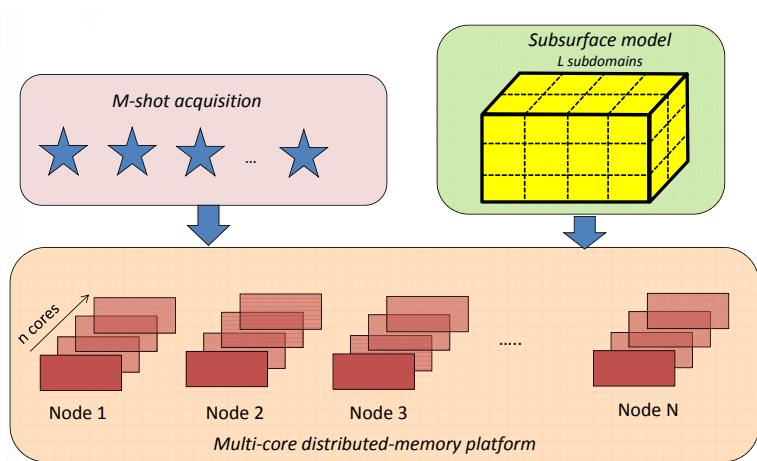 Subsurface model
L subdomains
M-shot acquisition
...
n cores
.....
Node 1
Node 2
Node 3
Node N
Multi-core distributed-memory platform